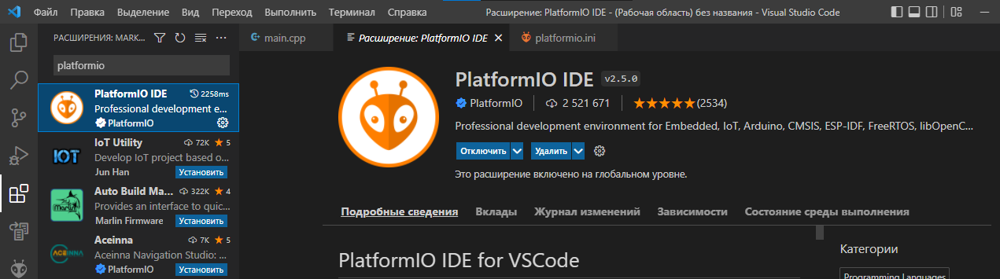 Файл Правка Выделение Вид Переход Выполнить Терминал Справка Расширение: PlatformIO IDE - (Рабочая область) без названия - Visual Studio Code
РАСШИРЕНИЯ: MARK...
main.cpp
Расширение: PlatformIO IDE
platformio.ini
platformio
PlatformIO IDE 2258ms
Professional development e...
PlatformIO
IoT Utility 72K 5
Develop IoT project based o...
Jun Han Установить
Auto Build Ma... 322K 4
Provides an interface to quic...
Marlin Firmware Установить
Aceinna 7K 5
Aceinna Navigation Studio: ...
PlatformIO Установить
IOT
Marlin
ACEINNA
PlatformIO IDE v2.5.0
PlatformIO 2 521 671 (2534)
Professional development environment for Embedded, IoT, Arduino, CMSIS, ESP-IDF, FreeRTOS, libOpenC...
Отключить Удалить
Это расширение включено на глобальном уровне.
Подробные сведения Вклады Журнал изменений Зависимости Состояние среды выполнения
PlatformIO IDE for VSCode
Категории
Programming Languages